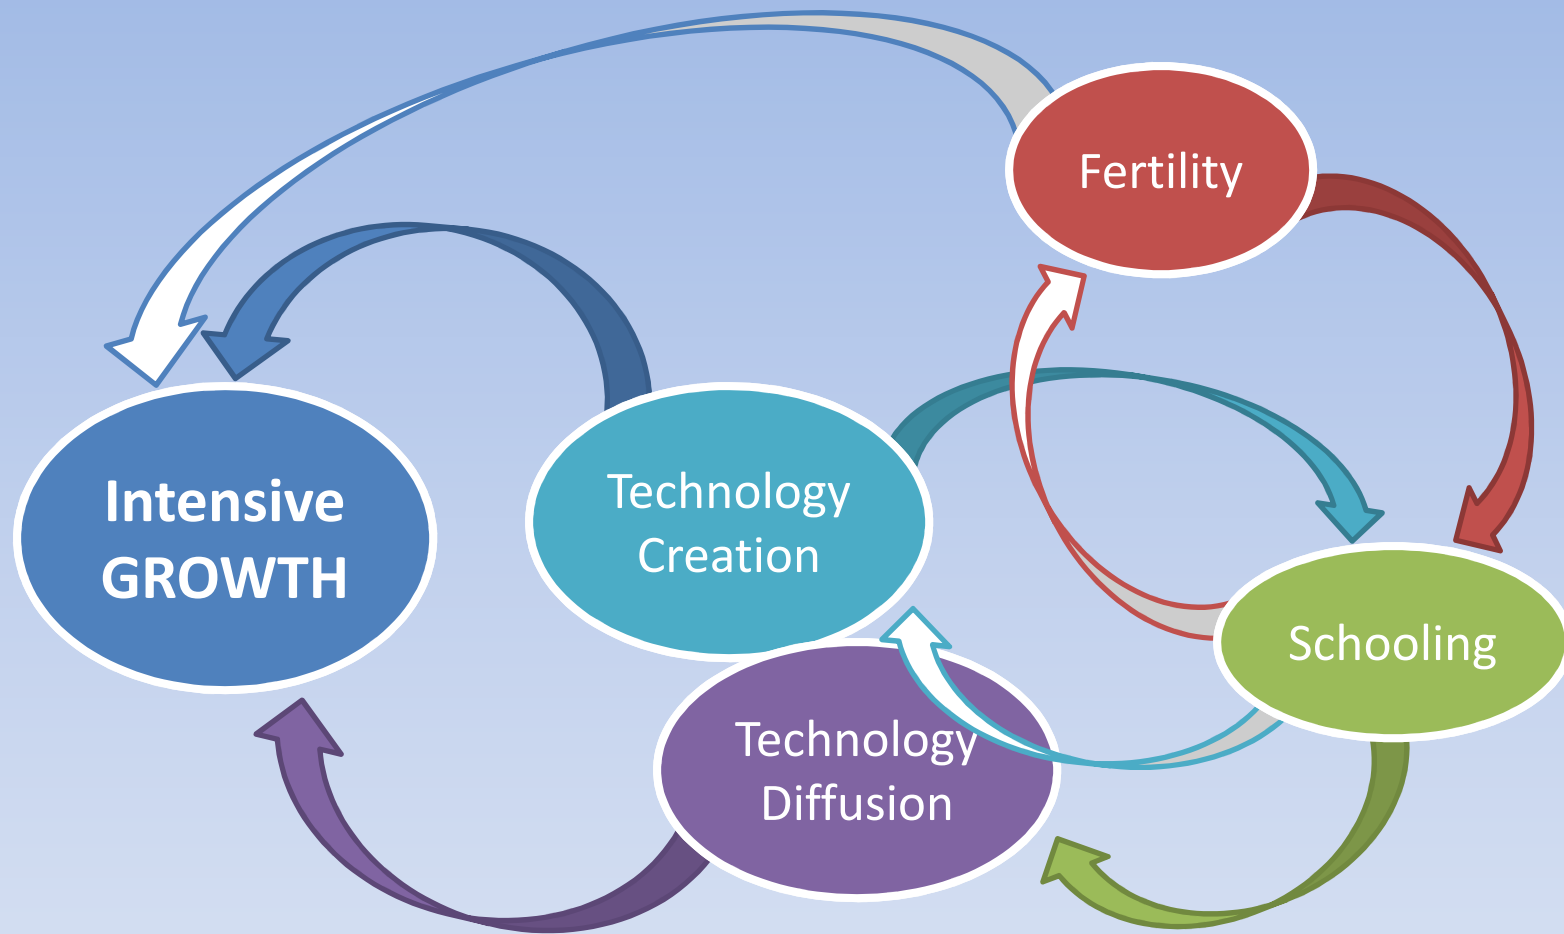 Fertility
Intensive
GROWTH
Technology
Creation
Schooling
Technology
Diffusion